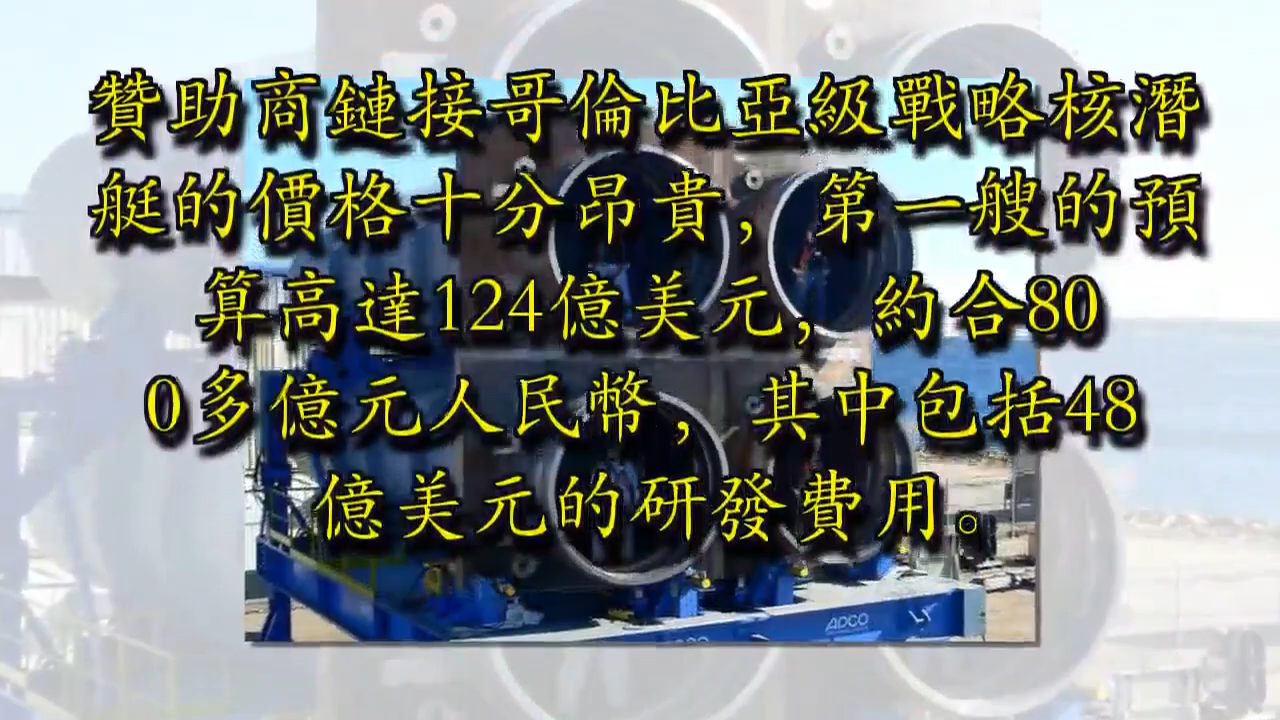 贊助商鏈接哥倫比亞級戰略核潛
艇的價格十分昂貴，第一艘的預
算高達124億美元，約合80
0多億元人民幣，其中包括48
億美元的研發費用。
ADCO